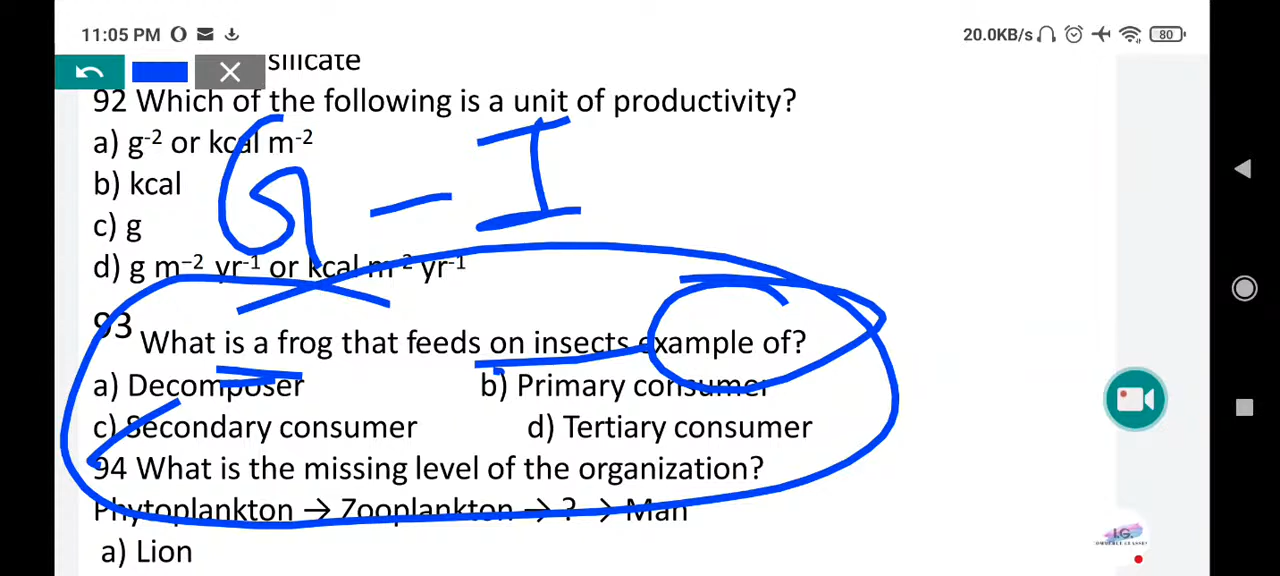 11:05 PM
20.0KB/s 80
silicate
92 Which of the following is a unit of productivity?
a) g⁻² or kcal m⁻²
b) kcal
c) g
d) g m⁻² yr⁻¹ or kcal m⁻² yr⁻¹
G - I
93 What is a frog that feeds on insects example of?
a) Decomposer b) Primary consumer
c) Secondary consumer d) Tertiary consumer
94 What is the missing level of the organization?
Phytoplankton → Zooplankton → ? → Man
a) Lion
I.G.